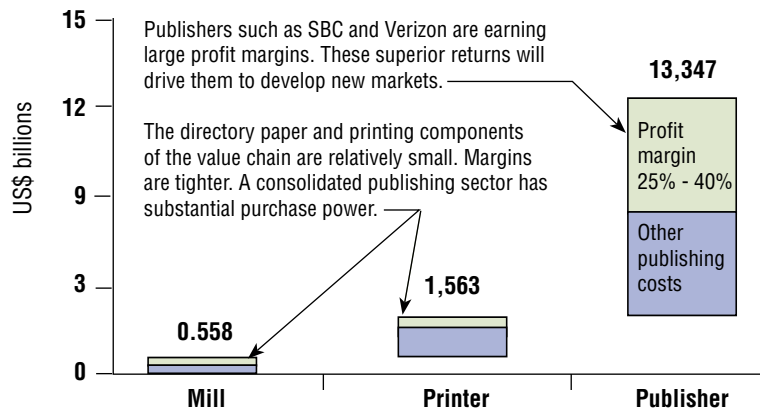 US$ billions
15
12
9
3
0
Publishers such as SBC and Verizon are earning
large profit margins. These superior returns will
drive them to develop new markets.
The directory paper and printing components
of the value chain are relatively small. Margins
are tighter. A consolidated publishing sector has
substantial purchase power.
0.558
1,563
13,347
Profit
margin
25% - 40%
Other
publishing
costs
Mill
Printer
Publisher